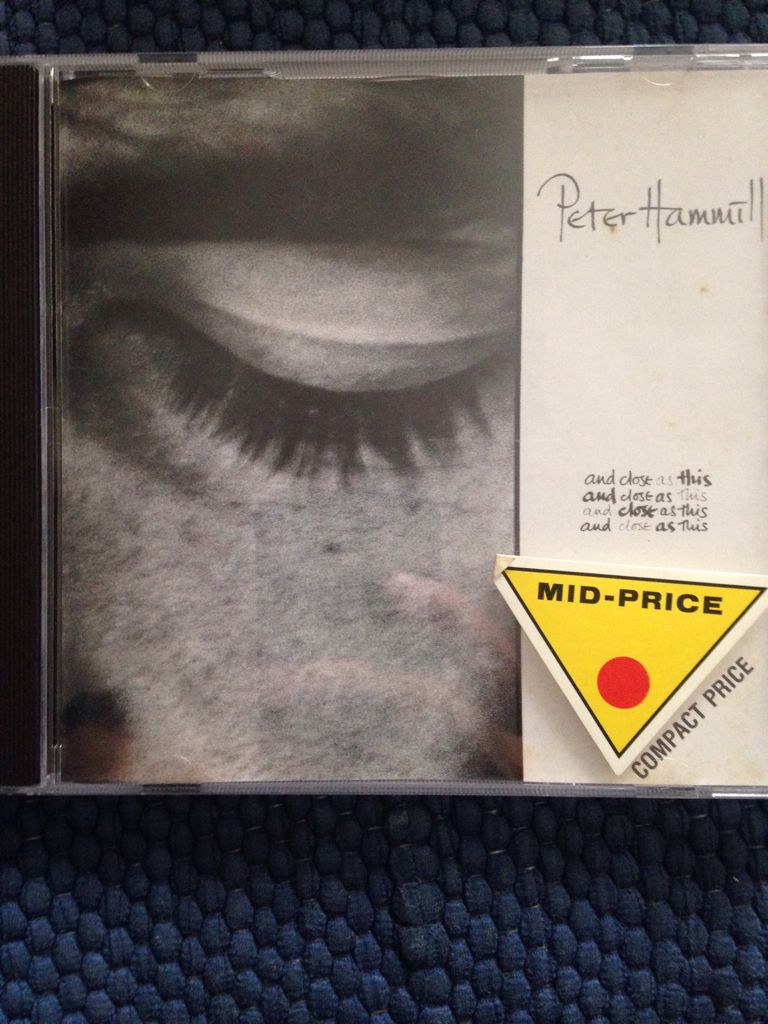 Peter Hammill
and close as this
and close as this
and close as this
and close as this
MID-PRICE
COMPACT PRICE